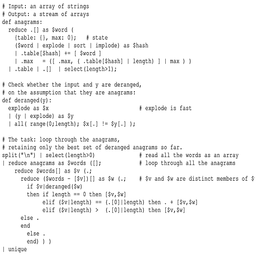 # Input: an array of strings
# Output: a stream of arrays
def anagrams:
  reduce .[] as $word (
    {table: {}, max: 0};   # state
    ($word | explode | sort | implode) as $hash
    | .table[$hash] += [ $word ]
    | .max = ([ .max, ( .table[$hash] | length) ] | max ) )
  | .table | .[] | select(length>1);

# Check whether the input and y are deranged,
# on the assumption that they are anagrams:
def deranged(y):
  explode as $x                      # explode is fast
  | (y | explode) as $y
  | all( range(0;length); $x[.] != $y[.] );

# The task: loop through the anagrams,
# retaining only the best set of deranged anagrams so far.
split("\n") | select(length>0)       # read all the words as an array
| reduce anagrams as $words ([];     # loop through all the anagrams
    reduce $words[] as $v (.;
      reduce ($words - [$v])[] as $w (.;   # $v and $w are distinct members of $
        if $v|deranged($w)
        then if length == 0 then [$v,$w]
             elif ($v|length) == (.[0]|length) then . + [$v,$w]
             elif ($v|length) > (.[0]|length) then [$v,$w]
      else .
      end
        else .
      end) ) )
| unique